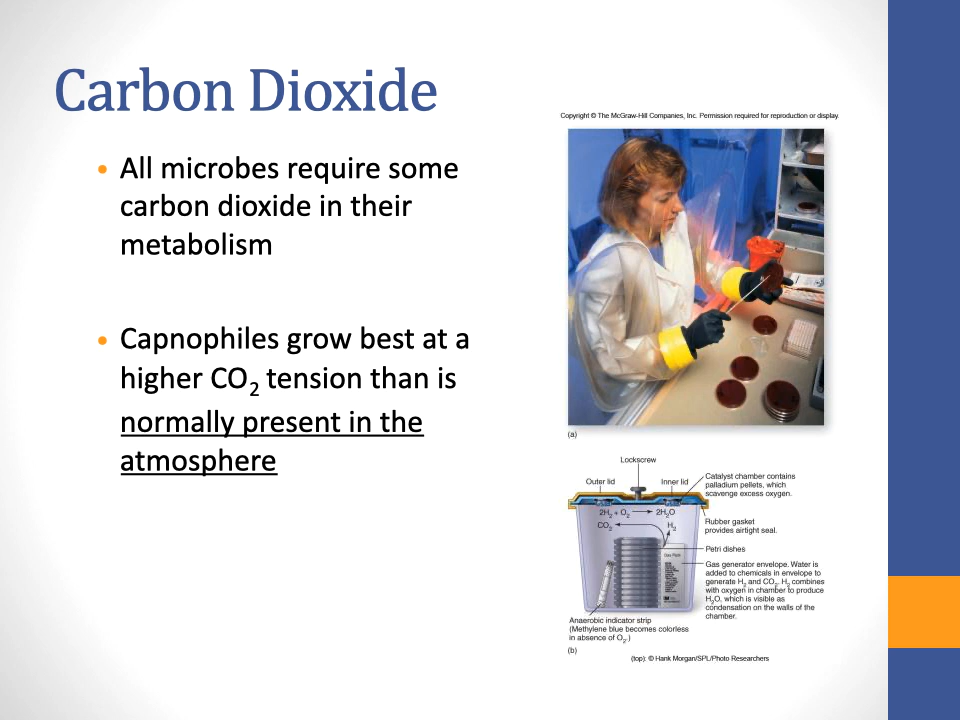 Carbon Dioxide
• All microbes require some
carbon dioxide in their
metabolism
• Capnophiles grow best at a
higher CO2 tension than is
normally present in the
atmosphere
Copyright © The McGraw-Hill Companies, Inc. Permission required for reproduction or display.
(a)
Lockscrew
Outer lid
Inner lid
Catalyst chamber contains
palladium pellets, which
scavenge excess oxygen.
2H2 + O2 → 2H2O
CO2
H2
Rubber gasket
provides airtight seal.
Petri dishes
Gas generator envelope. Water is
added to chemicals in envelope to
generate H2 and CO2. H2 combines
with oxygen in chamber to produce
H2O, which is visible as
condensation on the walls of the
chamber.
Anaerobic indicator strip
(Methylene blue becomes colorless
in absence of O2.)
(b)
(top): © Hank Morgan/SPL/Photo Researchers